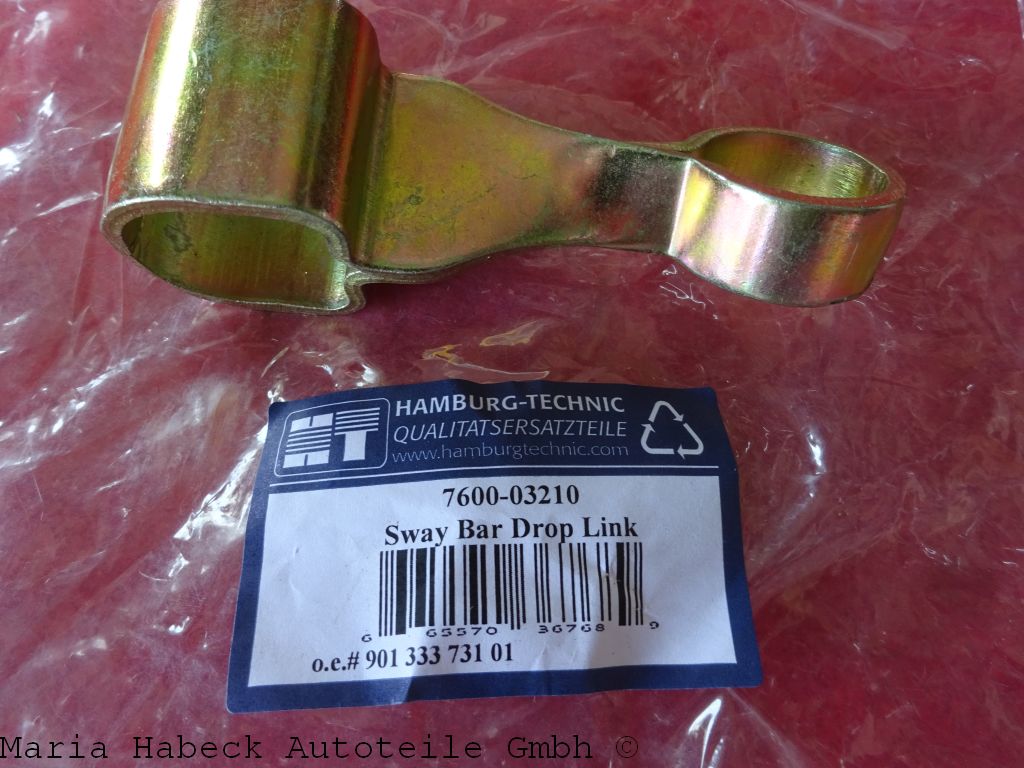 HT
HAMBURG-TECHNIC
QUALITATSERSATZTEILE
www.hamburgtechnic.com
7600-03210
Sway Bar Drop Link
6 65570 36768 9
o.e.# 901 333 731 01
Maria Habeck Autoteile Gmbh ©